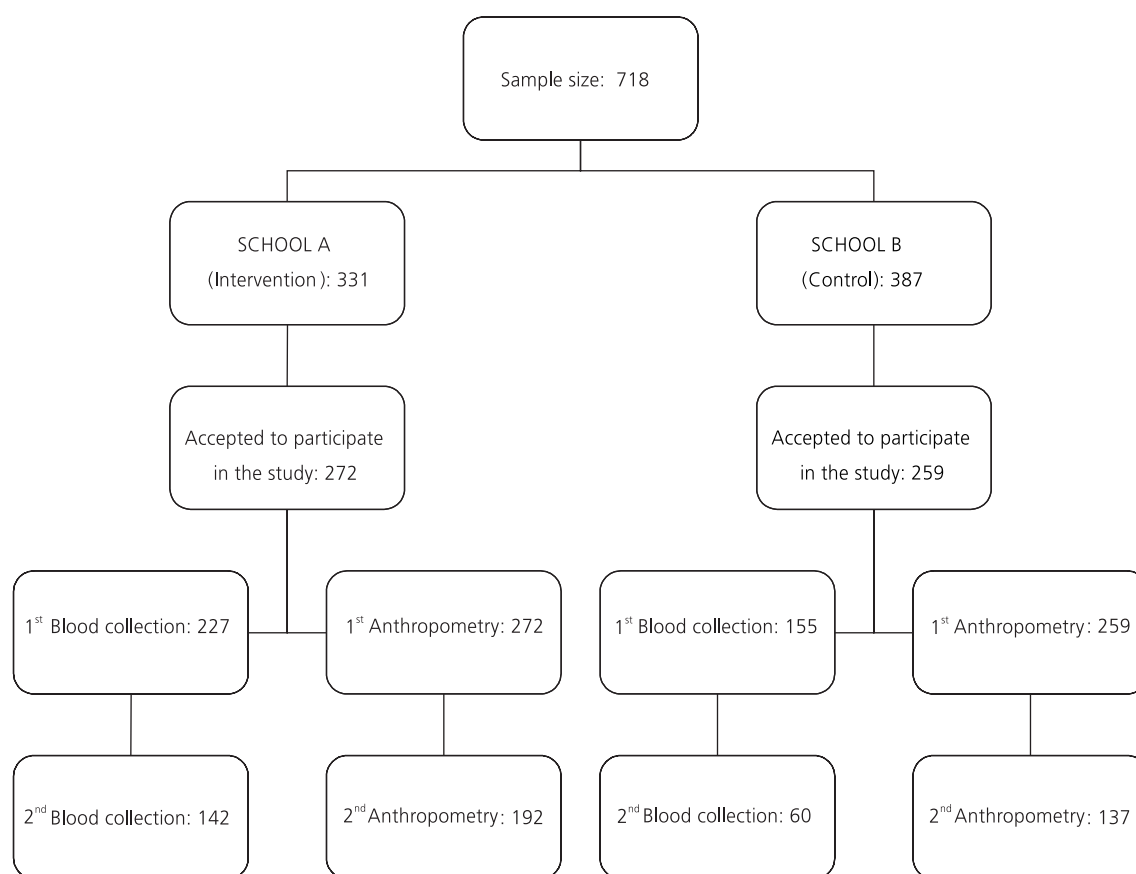 Sample size: 718
SCHOOL A
(Intervention): 331
SCHOOL B
(Control): 387
Accepted to participate
in the study: 272
Accepted to participate
in the study: 259
1st Blood collection: 227
1st Anthropometry: 272
1st Blood collection: 155
1st Anthropometry: 259
2nd Blood collection: 142
2nd Anthropometry: 192
2nd Blood collection: 60
2nd Anthropometry: 137